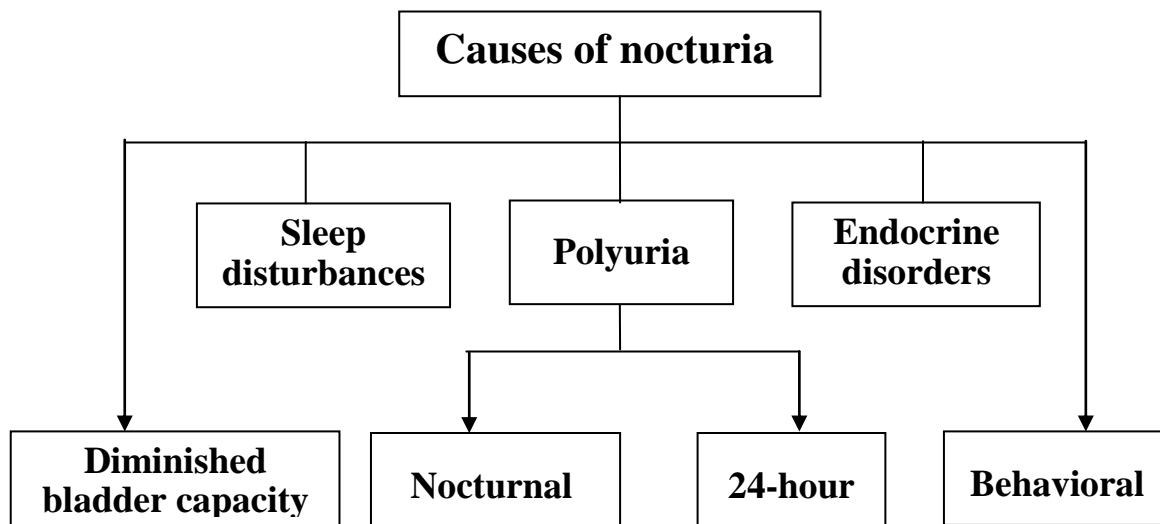 Causes of nocturia
Sleep
disturbances
Polyuria
Endocrine
disorders
Diminished
bladder capacity
Nocturnal
24-hour
Behavioral